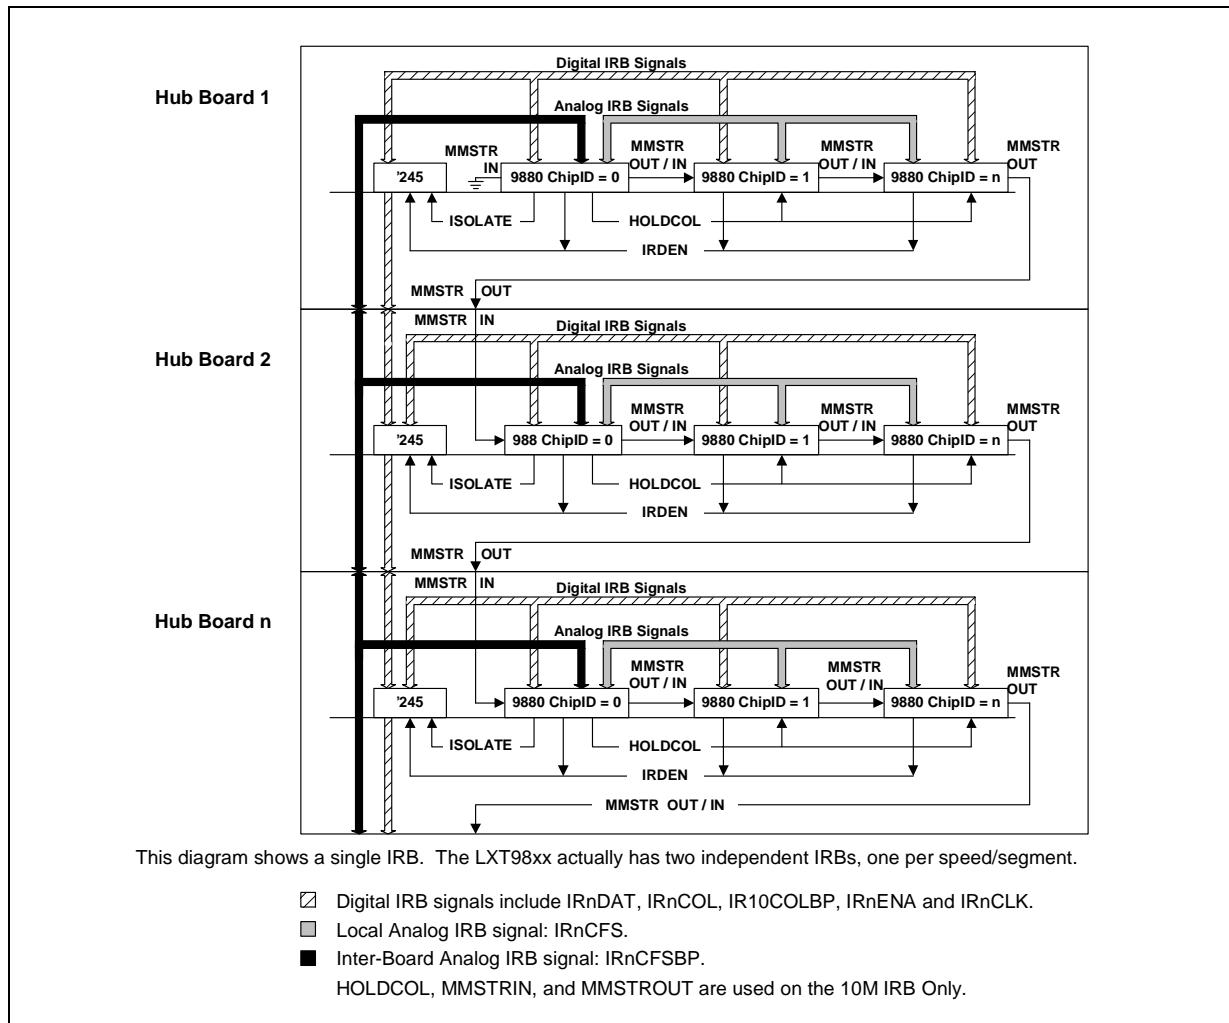 Digital IRB Signals
Hub Board 1
Analog IRB Signals
MMSTR
IN
MMSTR
OUT / IN
MMSTR
OUT / IN
MMSTR
OUT
'245
9880 ChipID = 0
9880 ChipID = 1
9880 ChipID = n
ISOLATE
HOLDCOL
IRDEN
MMSTR OUT
MMSTR IN
Digital IRB Signals
Hub Board 2
Analog IRB Signals
MMSTR
OUT / IN
MMSTR
OUT / IN
MMSTR
OUT
'245
988 ChipID = 0
9880 ChipID = 1
9880 ChipID = n
ISOLATE
HOLDCOL
IRDEN
MMSTR OUT
MMSTR IN
Digital IRB Signals
Hub Board n
Analog IRB Signals
MMSTR
OUT / IN
MMSTR
OUT / IN
MMSTR
OUT
'245
9880 ChipID = 0
9880 ChipID = 1
9880 ChipID = n
ISOLATE
HOLDCOL
IRDEN
MMSTR OUT / IN
This diagram shows a single IRB. The LXT98xx actually has two independent IRBs, one per speed/segment.
Digital IRB signals include IRnDAT, IRnCOL, IR10COLBP, IRnENA and IRnCLK.
Local Analog IRB signal: IRnCFS.
Inter-Board Analog IRB signal: IRnCFSBP.
HOLDCOL, MMSTRIN, and MMSTROUT are used on the 10M IRB Only.